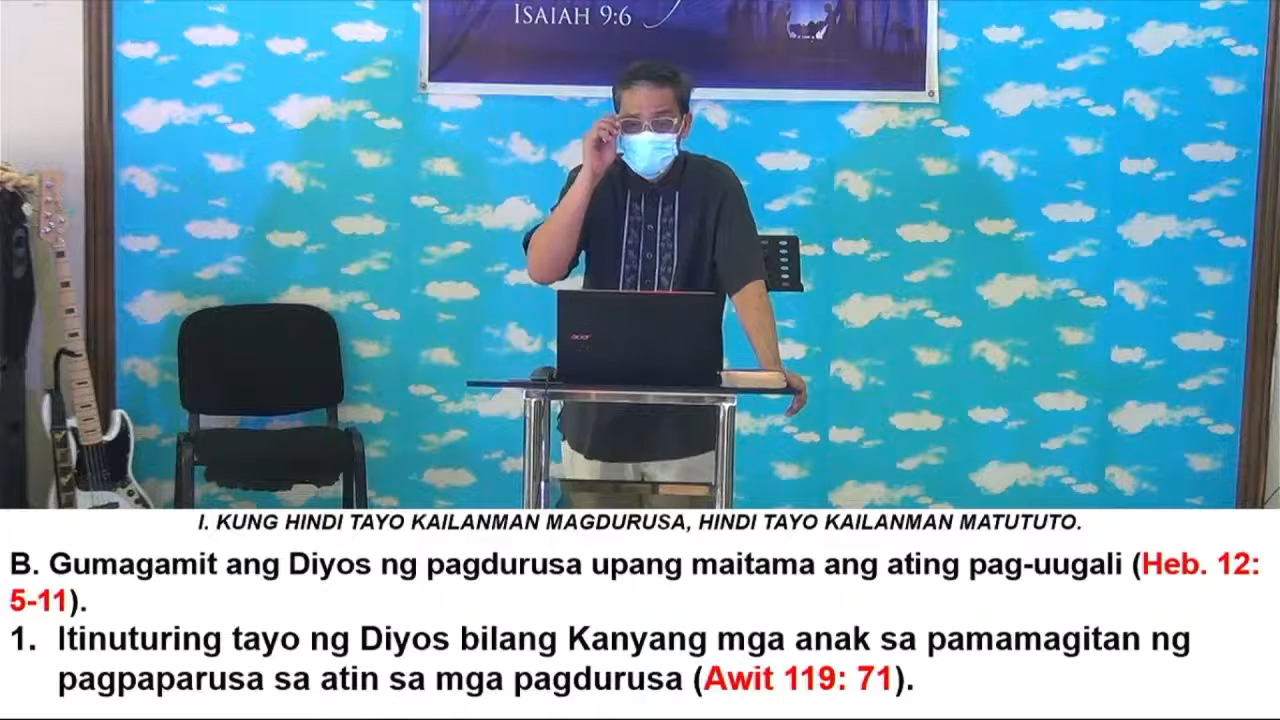 ISAIAH 9:6
acer
I. KUNG HINDI TAYO KAILANMAN MAGDURUSA, HINDI TAYO KAILANMAN MATUTUTO.
B. Gumagamit ang Diyos ng pagdurusa upang maitama ang ating pag-uugali (Heb. 12:
5-11).
1. Itinuturing tayo ng Diyos bilang Kanyang mga anak sa pamamagitan ng
pagpaparusa sa atin sa mga pagdurusa (Awit 119: 71).